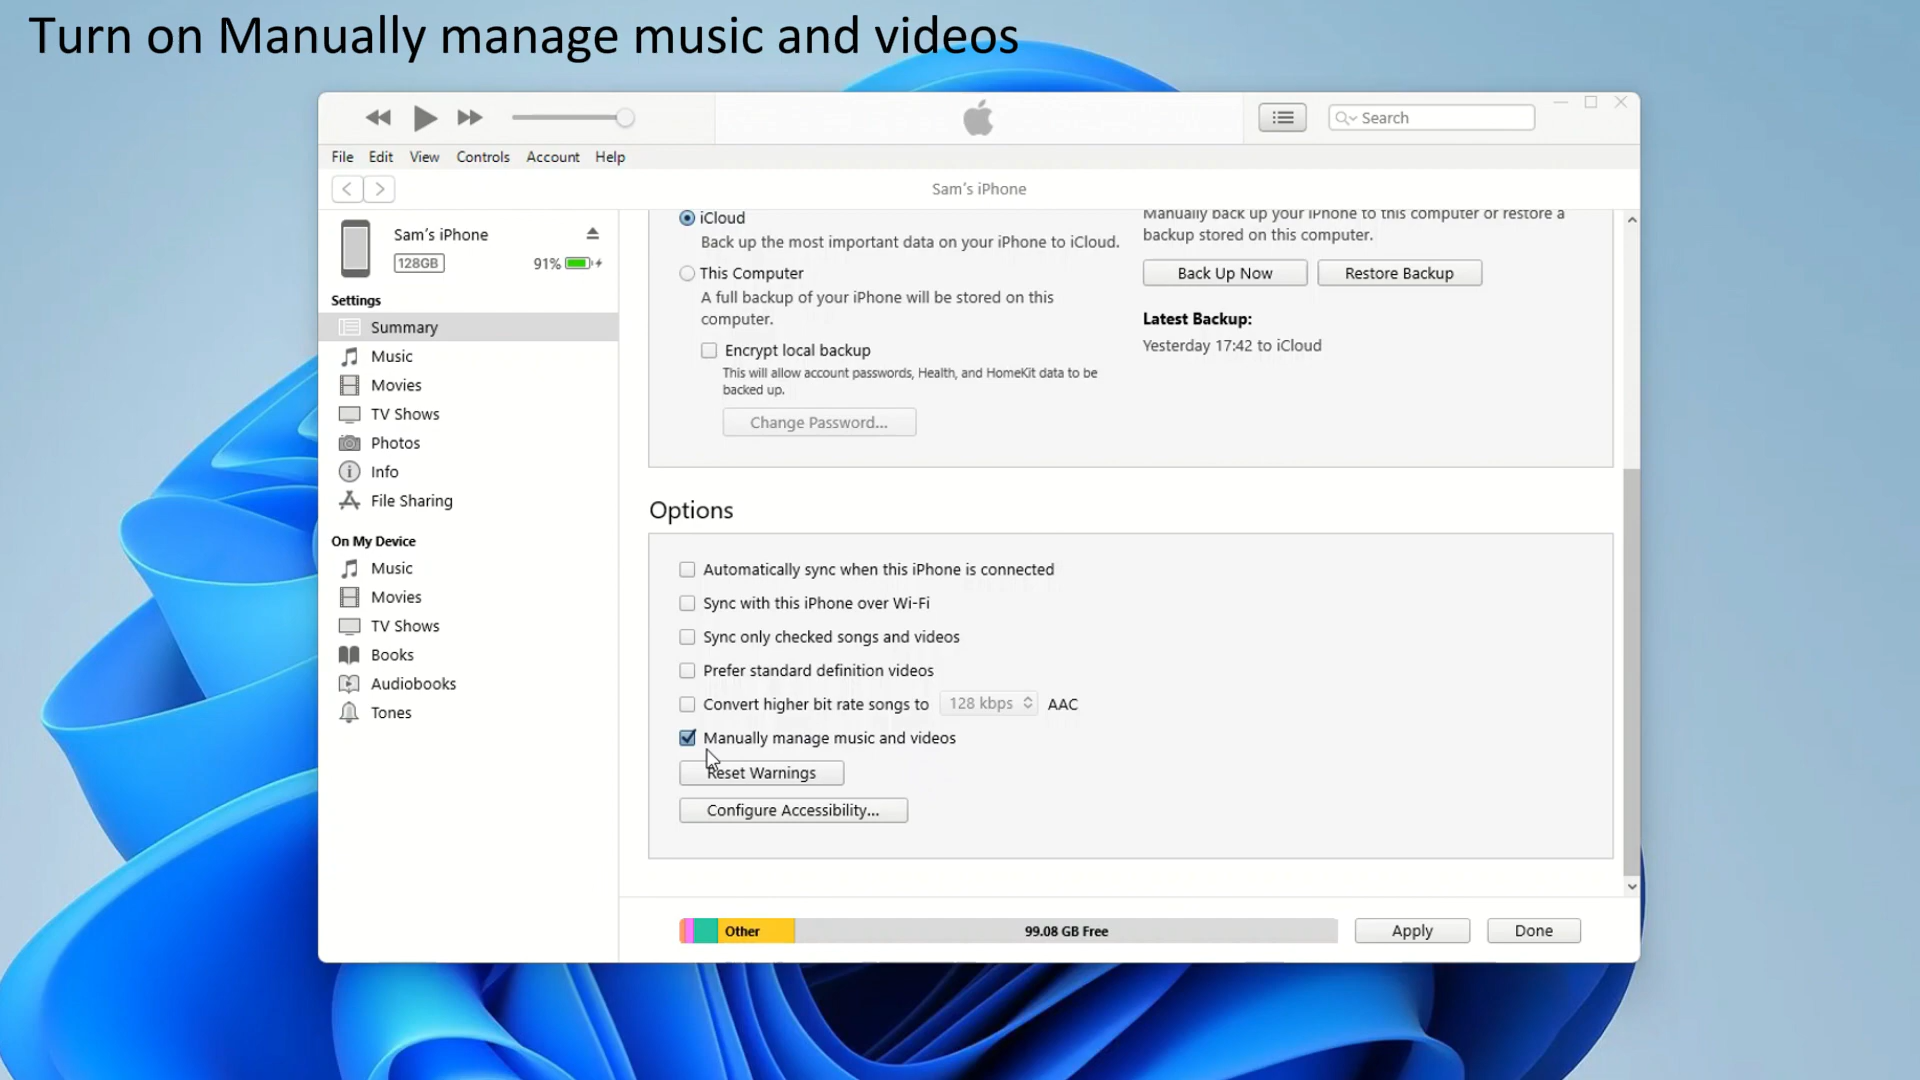 Turn on Manually manage music and videos
Search
File Edit View Controls Account Help
Sam's iPhone
Sam's iPhone
128GB
91%
Settings
Summary
Music
Movies
TV Shows
Photos
Info
File Sharing
On My Device
Music
Movies
TV Shows
Books
Audiobooks
Tones
iCloud
Back up the most important data on your iPhone to iCloud.
This Computer
A full backup of your iPhone will be stored on this
computer.
Encrypt local backup
This will allow account passwords, Health, and HomeKit data to be
backed up.
Change Password...
Manually back up your iPhone to this computer or restore a
backup stored on this computer.
Back Up Now Restore Backup
Latest Backup:
Yesterday 17:42 to iCloud
Options
Automatically sync when this iPhone is connected
Sync with this iPhone over Wi-Fi
Sync only checked songs and videos
Prefer standard definition videos
Convert higher bit rate songs to 128 kbps AAC
Manually manage music and videos
Reset Warnings
Configure Accessibility...
Other 99.08 GB Free Apply Done